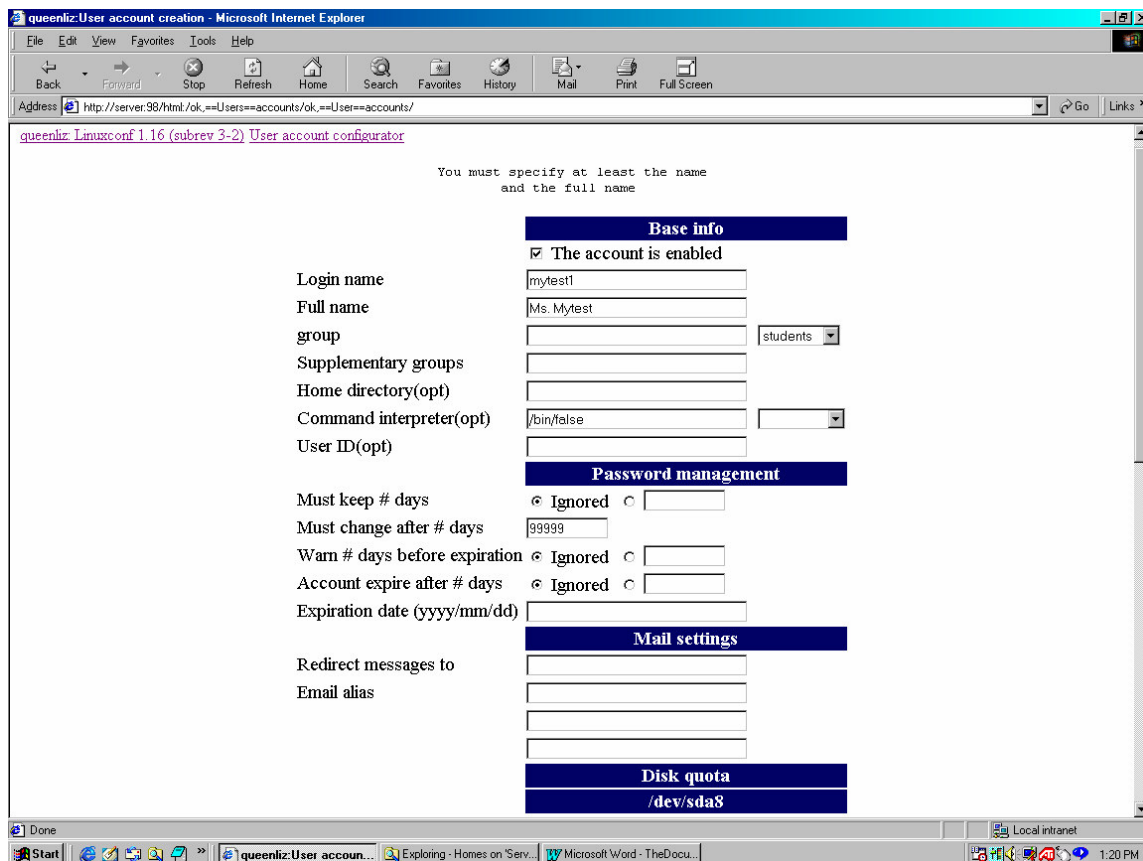 queenliz:User account creation - Microsoft Internet Explorer
File Edit View Favorites Tools Help
Back Forward Stop Refresh Home Search Favorites History Mail Print Full Screen
Address http://server:98/html:/ok,==Users==accounts/ok,==User==accounts/ Go Links »
queenliz: Linuxconf 1.16 (subrev 3-2) User account configurator
You must specify at least the name
and the full name
Base info
The account is enabled
Login name mytest1
Full name Ms. Mytest
group students
Supplementary groups
Home directory(opt)
Command interpreter(opt) /bin/false
User ID(opt)
Password management
Must keep # days Ignored
Must change after # days 99999
Warn # days before expiration Ignored
Account expire after # days Ignored
Expiration date (yyyy/mm/dd)
Mail settings
Redirect messages to
Email alias
Disk quota
/dev/sda8
Done Local intranet
Start » queenliz:User accoun... Exploring - Homes on 'Serv... Microsoft Word - TheDocu... 1:20 PM